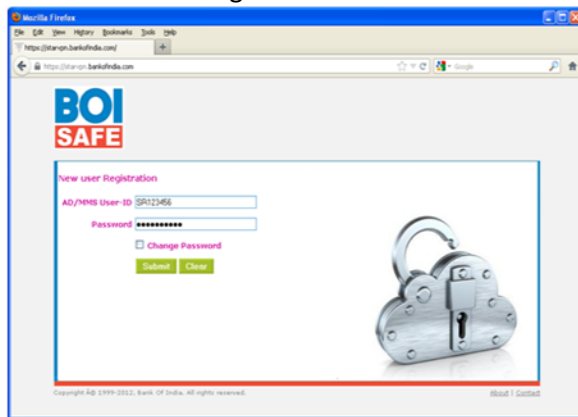 Mozilla Firefox
File Edit View History Bookmarks Tools Help
https://starvpn.bankofindia.com/ +
https://starvpn.bankofindia.com Google
BOI
SAFE
New user Registration
AD/MMS User-ID SR123456
Password ••••••••••
Change Password
Submit Clear
Copyright Â© 1999-2012, Bank Of India. All rights reserved. About | Contact